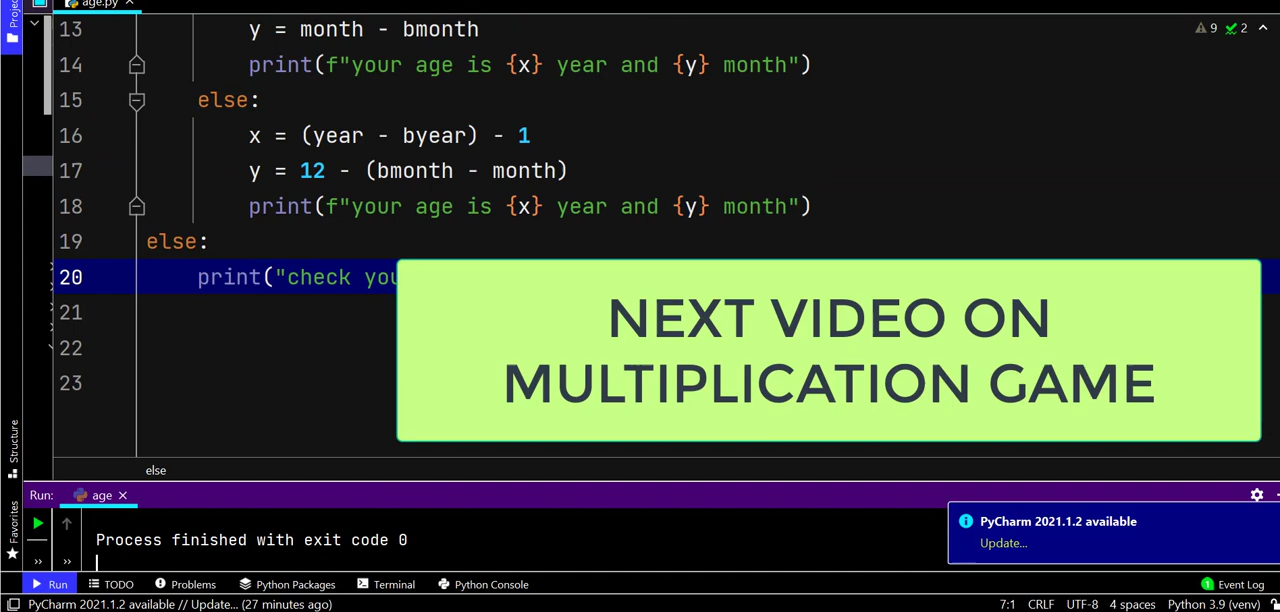 Project
age.py
13 y = month - bmonth
9 2
14 print(f"your age is {x} year and {y} month")
15 else:
16 x = (year - byear) - 1
17 y = 12 - (bmonth - month)
18 print(f"your age is {x} year and {y} month")
19 else:
20 print("check you
21
22
23
NEXT VIDEO ON
MULTIPLICATION GAME
Structure
Favorites
else
Run: age
Process finished with exit code 0
PyCharm 2021.1.2 available
Update...
Run TODO Problems Python Packages Terminal Python Console 1 Event Log
PyCharm 2021.1.2 available // Update... (27 minutes ago) 7:1 CRLF UTF-8 4 spaces Python 3.9 (venv)